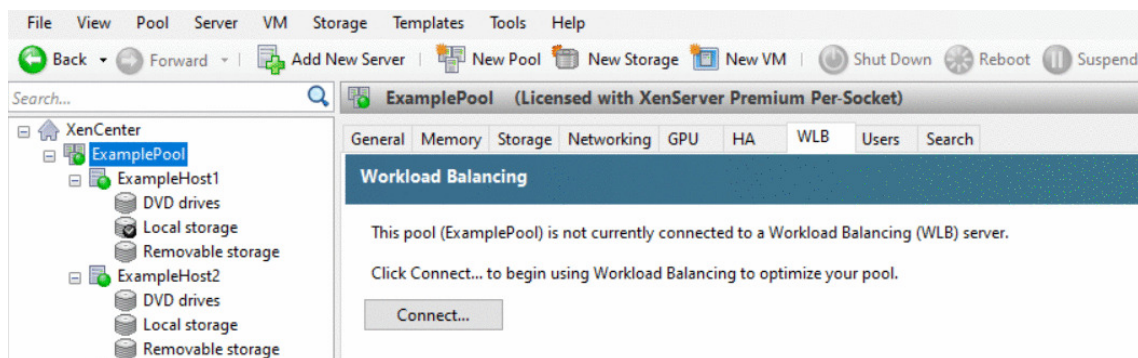 File View Pool Server VM Storage Templates Tools Help
Back Forward Add New Server New Pool New Storage New VM Shut Down Reboot Suspend
Search...
ExamplePool (Licensed with XenServer Premium Per-Socket)
XenCenter
ExamplePool
ExampleHost1
DVD drives
Local storage
Removable storage
ExampleHost2
DVD drives
Local storage
Removable storage
General Memory Storage Networking GPU HA WLB Users Search
Workload Balancing
This pool (ExamplePool) is not currently connected to a Workload Balancing (WLB) server.
Click Connect... to begin using Workload Balancing to optimize your pool.
Connect...